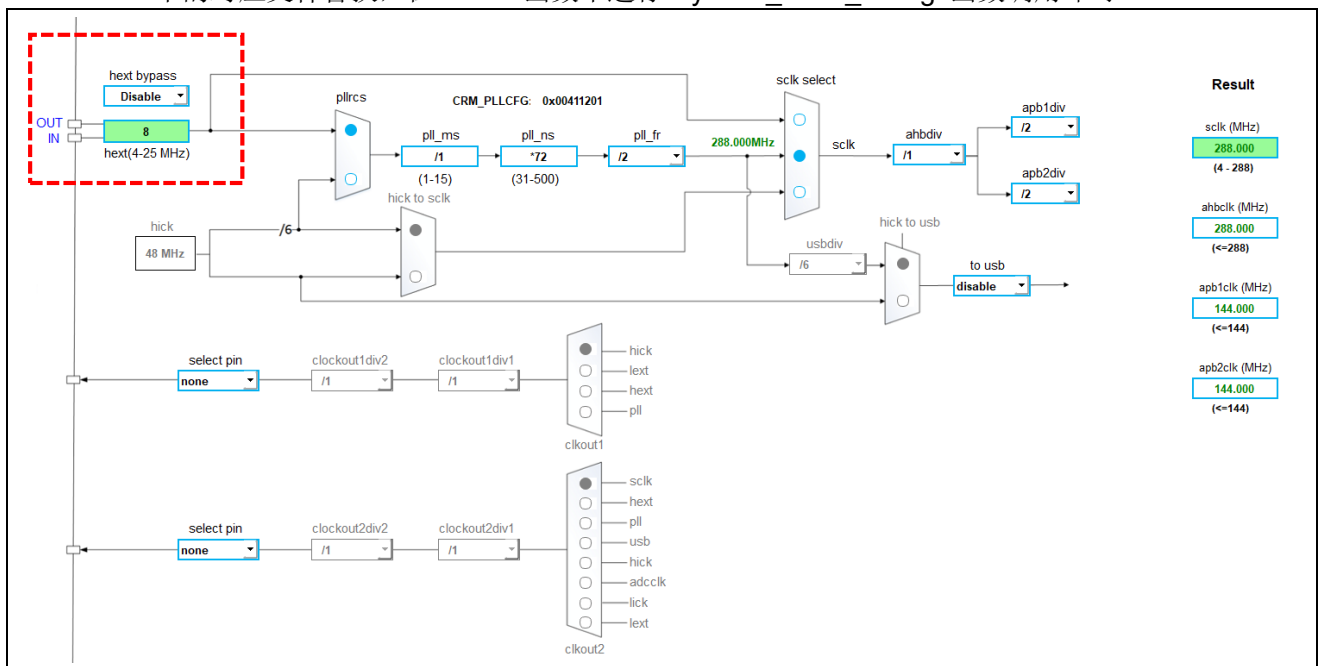 hext bypass
Disable
OUT
IN
8
hext(4-25 MHz)
pllrcs
CRM_PLLCFG: 0x00411201
pll_ms
/1
(1-15)
pll_ns
*72
(31-500)
pll_fr
/2
288.000MHz
sclk select
sclk
ahbdiv
/1
apb1div
/2
apb2div
/2
hick
48 MHz
/6
hick to sclk
usbdiv
/6
hick to usb
to usb
disable
Result
sclk (MHz)
288.000
(4 - 288)
ahbclk (MHz)
288.000
(<=288)
apb1clk (MHz)
144.000
(<=144)
apb2clk (MHz)
144.000
(<=144)
select pin
none
clockout1div2
/1
clockout1div1
/1
hick
lext
hext
pll
clkout1
select pin
none
clockout2div2
/1
clockout2div1
/1
sclk
hext
pll
usb
hick
adcclk
lick
lext
clkout2